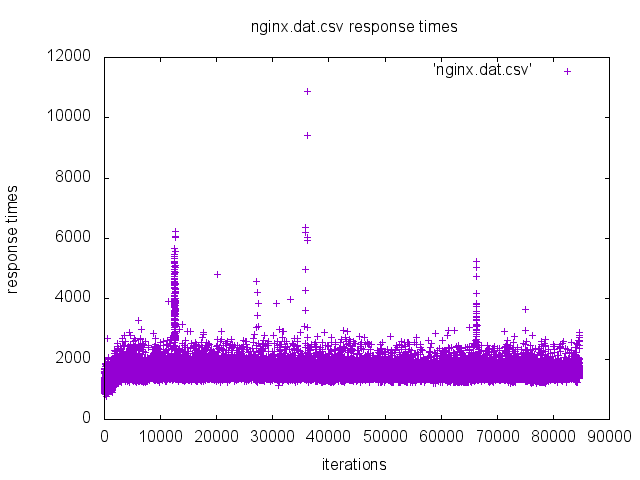 nginx.dat.csv response times
12000
'nginx.dat.csv'
10000
8000
6000
response times
4000
2000
0
0 10000 20000 30000 40000 50000 60000 70000 80000 90000
iterations